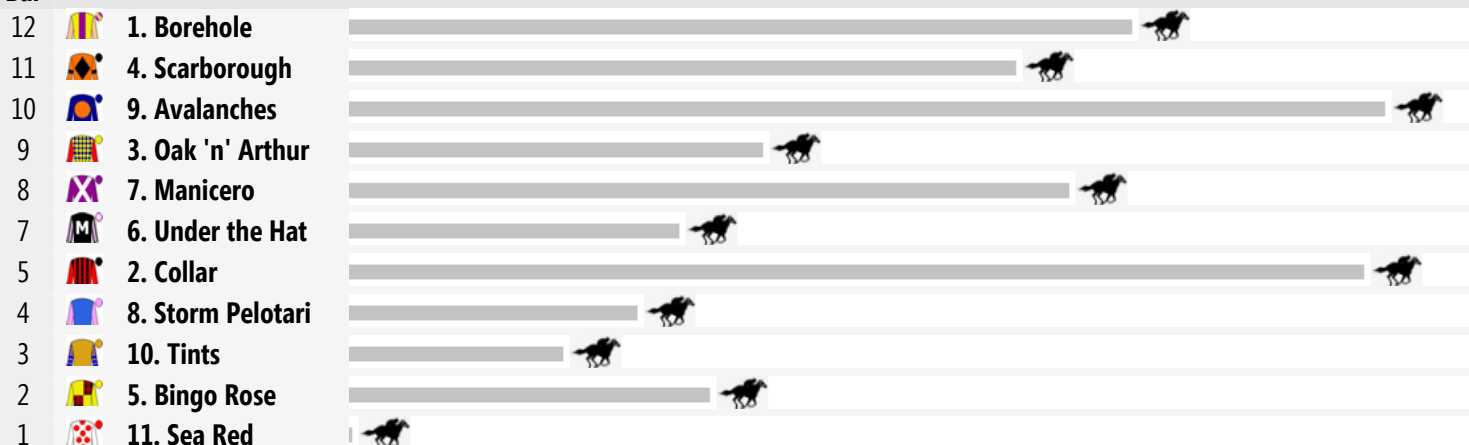 Bar
12 1. Borehole
11 4. Scarborough
10 9. Avalanches
9 3. Oak 'n' Arthur
8 7. Manicero
7 M 6. Under the Hat
5 2. Collar
4 8. Storm Pelotari
3 10. Tints
2 5. Bingo Rose
1 11. Sea Red